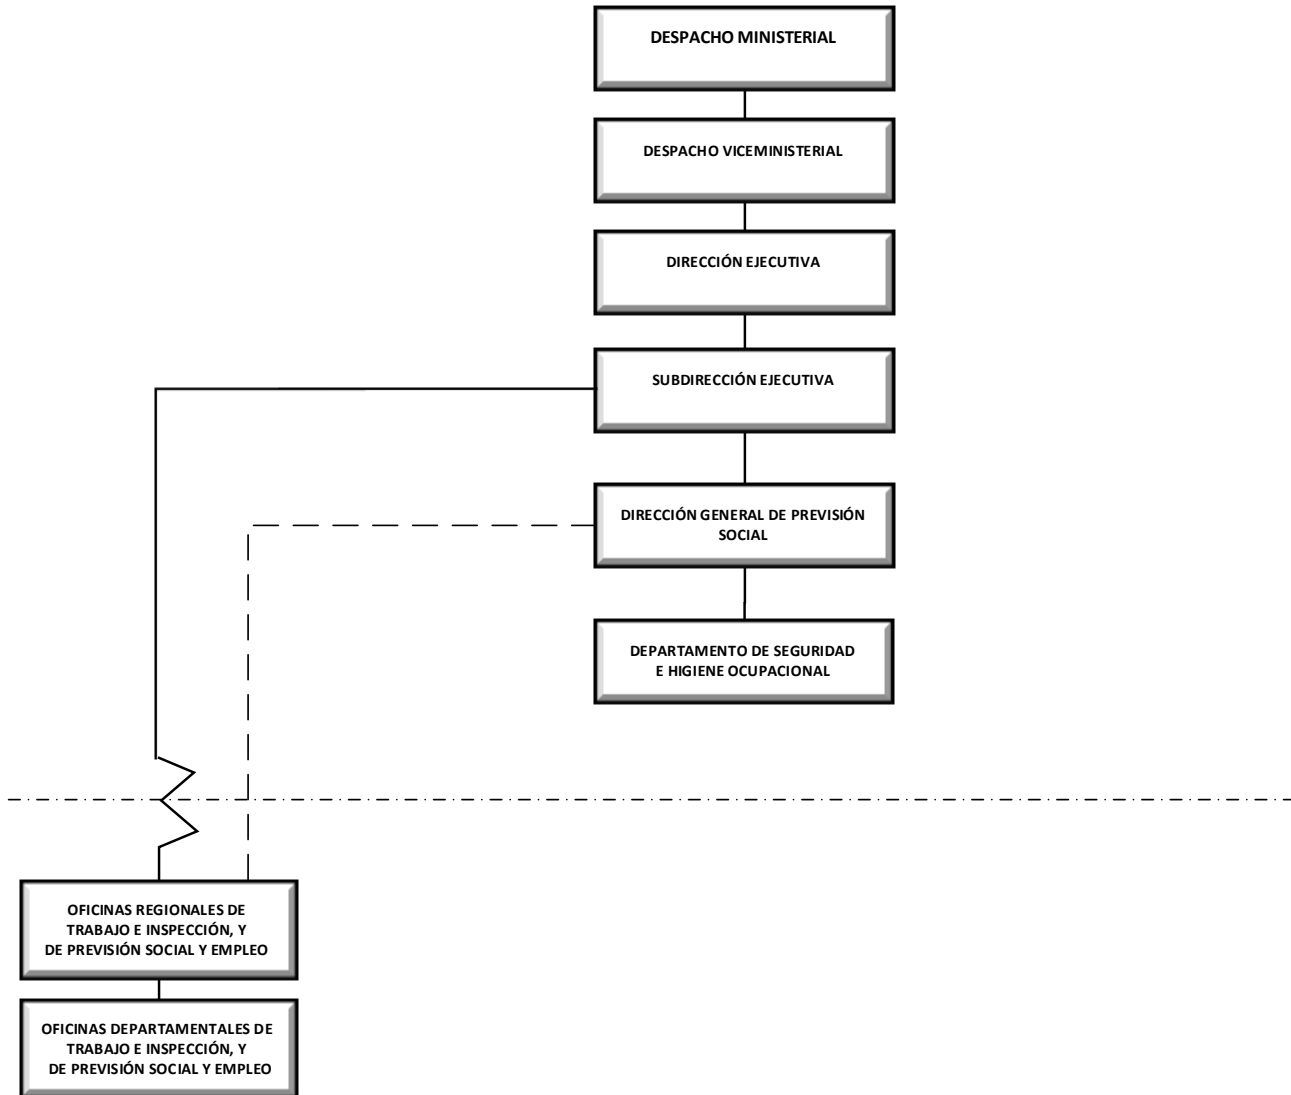 DESPACHO MINISTERIAL
DESPACHO VICEMINISTERIAL
DIRECCIÓN EJECUTIVA
SUBDIRECCIÓN EJECUTIVA
DIRECCIÓN GENERAL DE PREVISIÓN
SOCIAL
DEPARTAMENTO DE SEGURIDAD
E HIGIENE OCUPACIONAL
OFICINAS REGIONALES DE
TRABAJO E INSPECCIÓN, Y
DE PREVISIÓN SOCIAL Y EMPLEO
OFICINAS DEPARTAMENTALES DE
TRABAJO E INSPECCIÓN, Y
DE PREVISIÓN SOCIAL Y EMPLEO